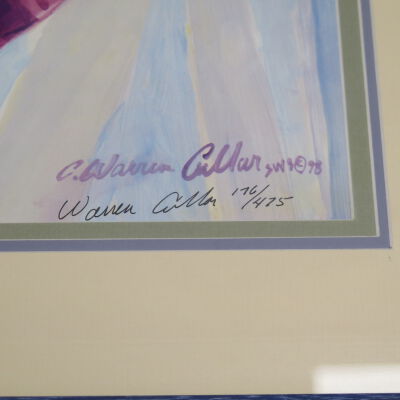 C. Warren Cullar, SWS © 98
Warren Cullar 176/475